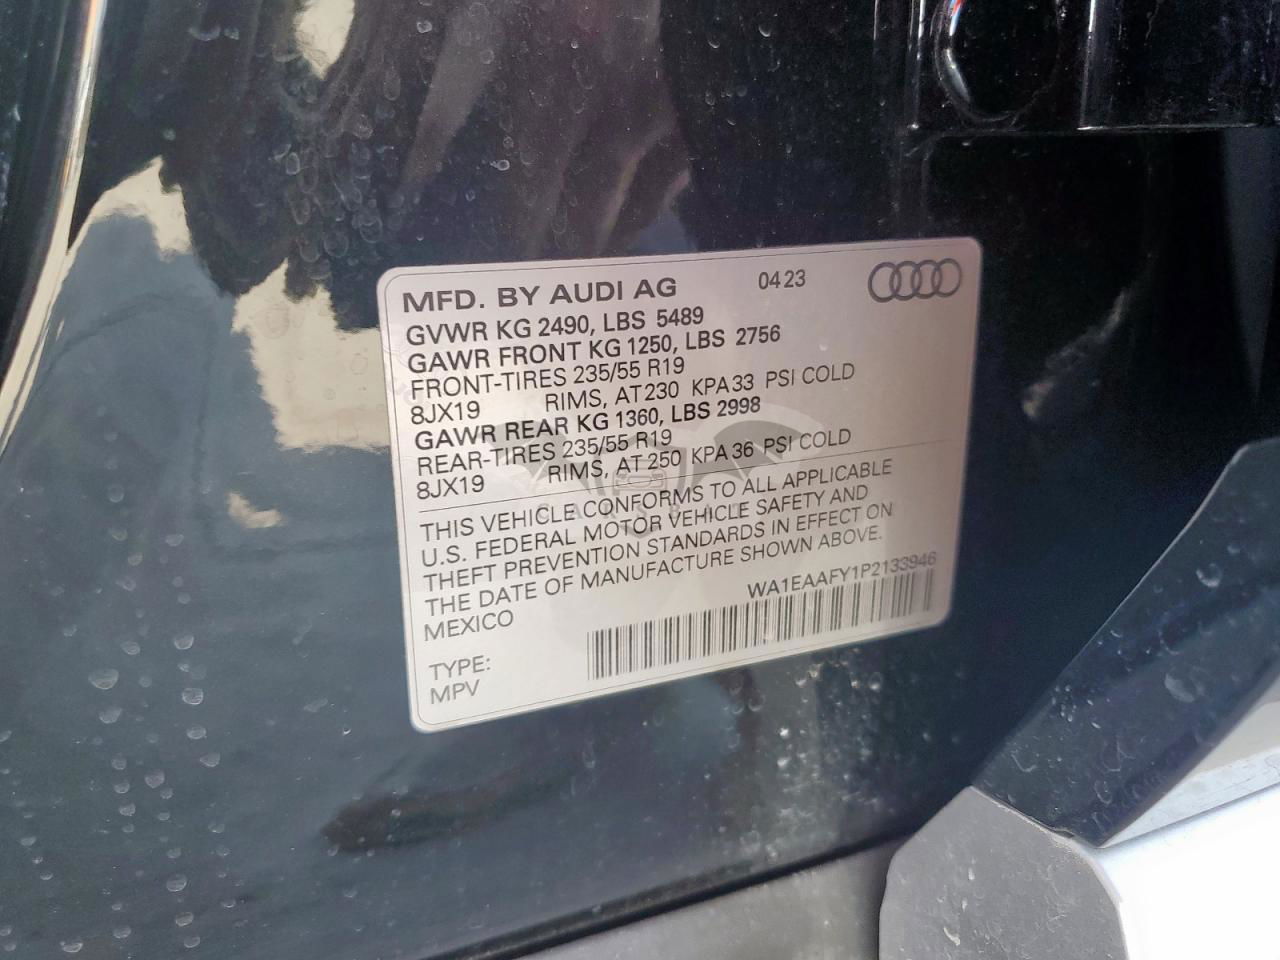 MFD. BY AUDI AG 04 23
GVWR KG 2490, LBS 5489
GAWR FRONT KG 1250, LBS 2756
FRONT-TIRES 235/55 R19
8JX19 RIMS, AT 230 KPA 33 PSI COLD
GAWR REAR KG 1360, LBS 2998
REAR-TIRES 235/55 R19
8JX19 RIMS, AT 250 KPA 36 PSI COLD
THIS VEHICLE CONFORMS TO ALL APPLICABLE
U.S. FEDERAL MOTOR VEHICLE SAFETY AND
THEFT PREVENTION STANDARDS IN EFFECT ON
THE DATE OF MANUFACTURE SHOWN ABOVE.
MEXICO WA1EAAFY1P2133946
TYPE:
MPV